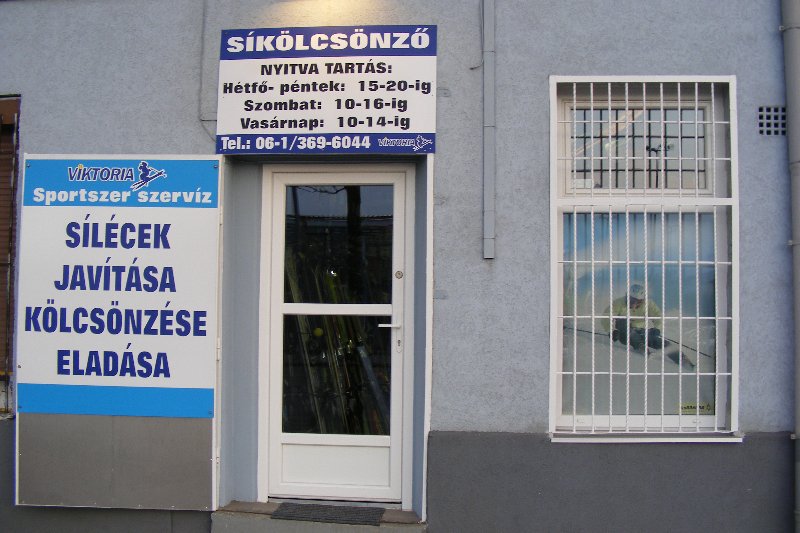 SÍKÖLCSÖNZŐ
NYITVA TARTÁS:
Hétfő- péntek: 15-20-ig
Szombat: 10-16-ig
Vasárnap: 10-14-ig
Tel.: 06-1/369-6044 VIKTORIA
VIKTORIA
Sportszer szervíz
SÍLÉCEK
JAVÍTÁSA
KÖLCSÖNZÉSE
ELADÁSA